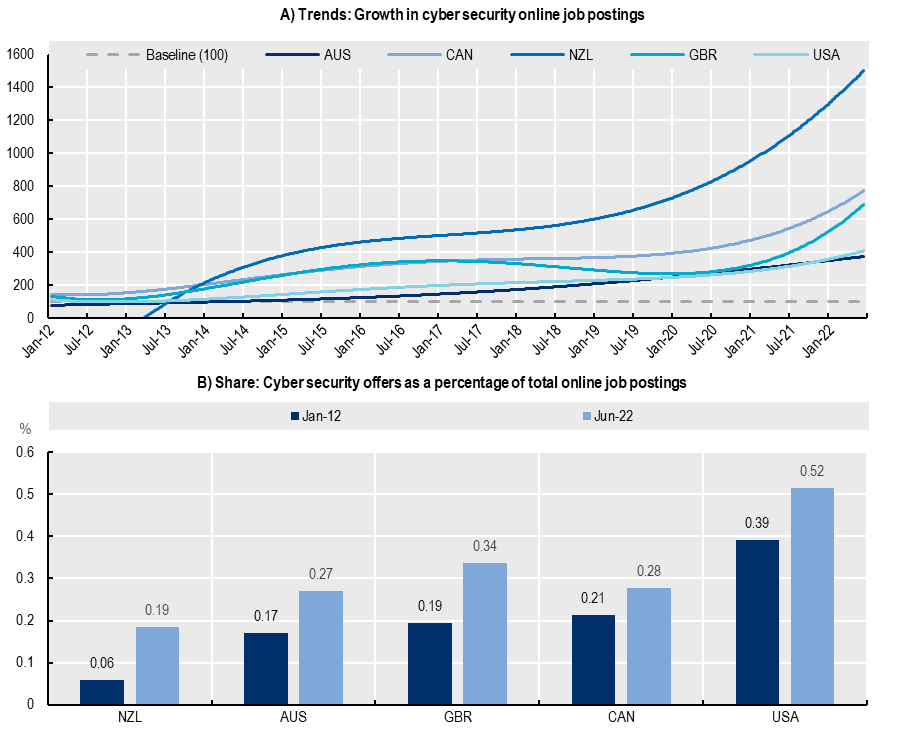 A) Trends: Growth in cyber security online job postings
Baseline (100) AUS CAN NZL GBR USA
1600
1400
1200
1000
800
600
400
200
0
Jan-12 Jul-12 Jan-13 Jul-13 Jan-14 Jul-14 Jan-15 Jul-15 Jan-16 Jul-16 Jan-17 Jul-17 Jan-18 Jul-18 Jan-19 Jul-19 Jan-20 Jul-20 Jan-21 Jul-21 Jan-22
B) Share: Cyber security offers as a percentage of total online job postings
Jan-12 Jun-22
%
0.6
0.5
0.4
0.3
0.2
0.1
0
0.06 0.19 0.17 0.27 0.19 0.34 0.21 0.28 0.39 0.52
NZL AUS GBR CAN USA